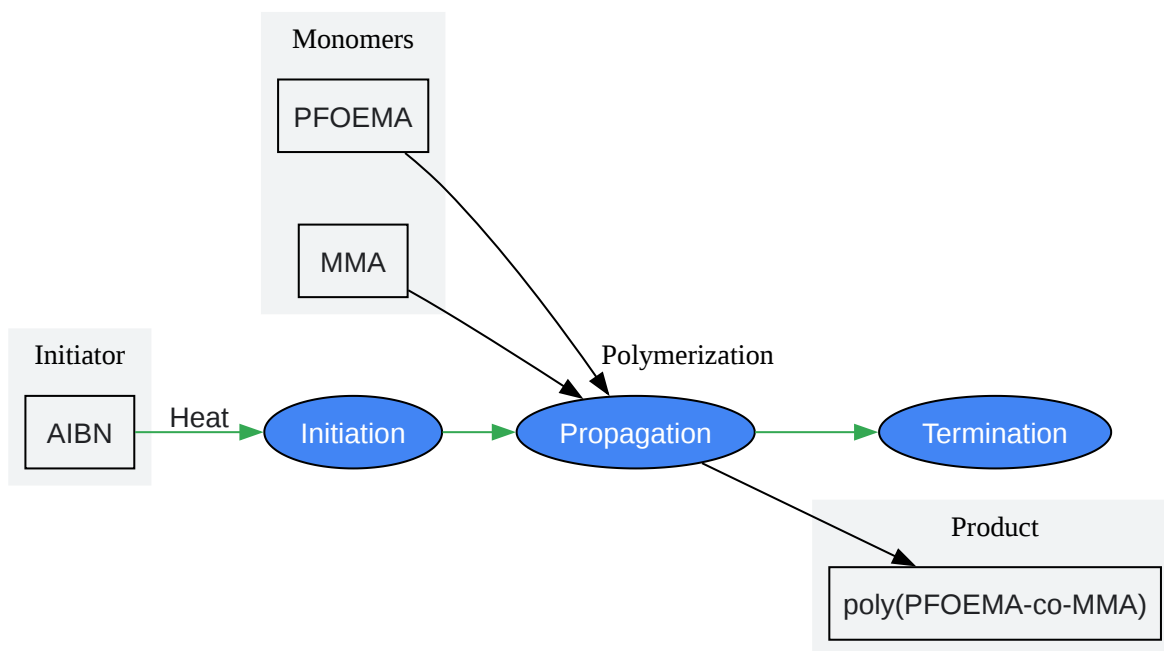 Monomers
PFOEMA
MMA
Initiator
Polymerization
AIBN
Heat
Initiation
Propagation
Termination
Product
poly(PFOEMA-co-MMA)